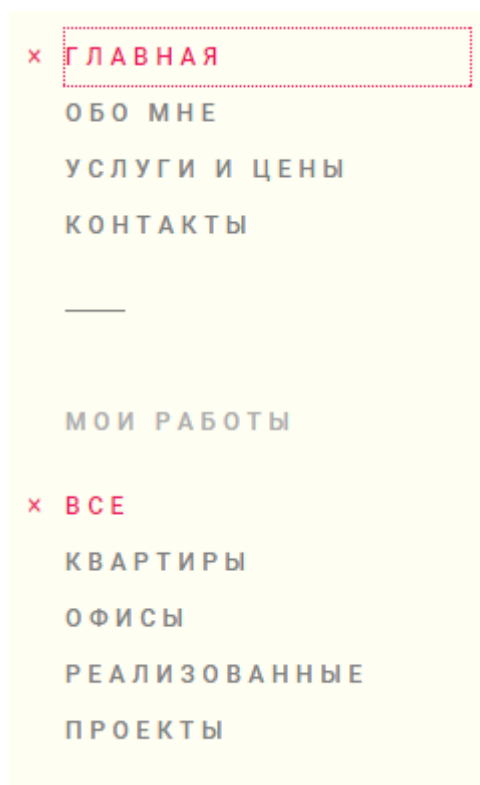 × ГЛАВНАЯ
ОБО МНЕ
УСЛУГИ И ЦЕНЫ
КОНТАКТЫ
МОИ РАБОТЫ
× ВСЕ
КВАРТИРЫ
ОФИСЫ
РЕАЛИЗОВАННЫЕ
ПРОЕКТЫ